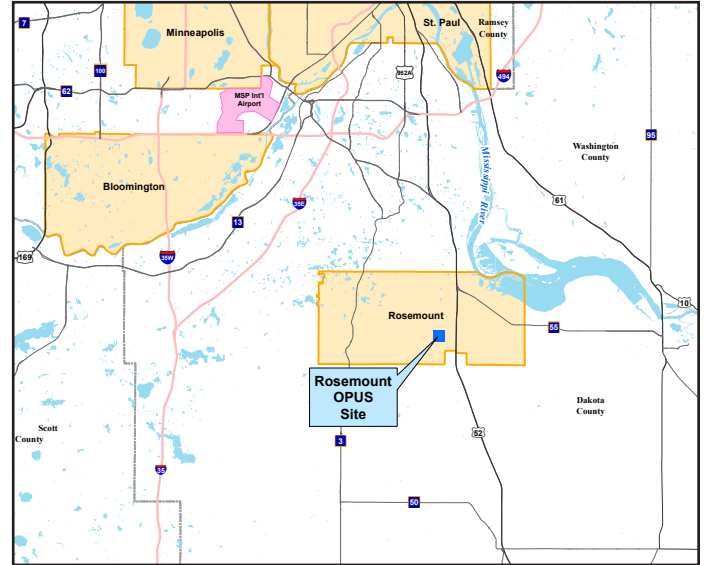 7
Minneapolis
St. Paul
Ramsey
County
100
62
MSP Int'l
Airport
952A
494
95
Washington
County
Bloomington
Mississippi River
35E
13
61
169
35W
10
Rosemount
55
Rosemount
OPUS
Site
Dakota
County
Scott
County
3
52
35
50